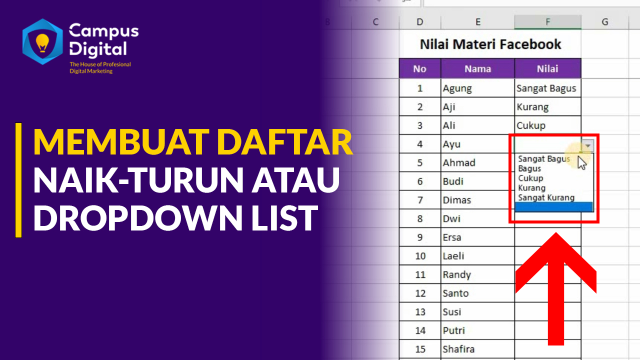 Campus
Digital
The House of Profesional
Digital Marketing
MEMBUAT DAFTAR
NAIK-TURUN ATAU
DROPDOWN LIST
C D E F G
Nilai Materi Facebook
No Nama Nilai
1 Agung Sangat Bagus
2 Aji Kurang
3 Ali Cukup
4 Ayu
5 Ahmad
6 Budi
7 Dimas
8 Dwi
9 Ersa
10 Laeli
11 Randy
12 Santo
13 Susi
14 Putri
15 Shafira
Sangat Bagus
Bagus
Cukup
Kurang
Sangat Kurang